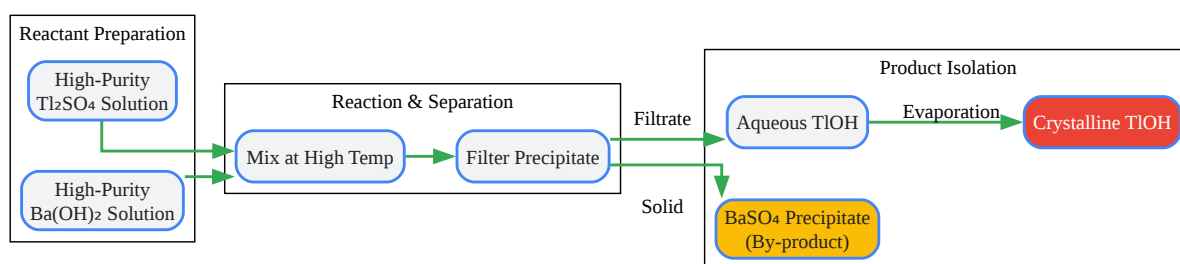 Reactant Preparation
High-Purity
Tl₂SO₄ Solution
High-Purity
Ba(OH)₂ Solution
Reaction & Separation
Mix at High Temp
Filter Precipitate
Filtrate
Solid
Product Isolation
Aqueous TlOH
Evaporation
Crystalline TlOH
BaSO₄ Precipitate
(By-product)